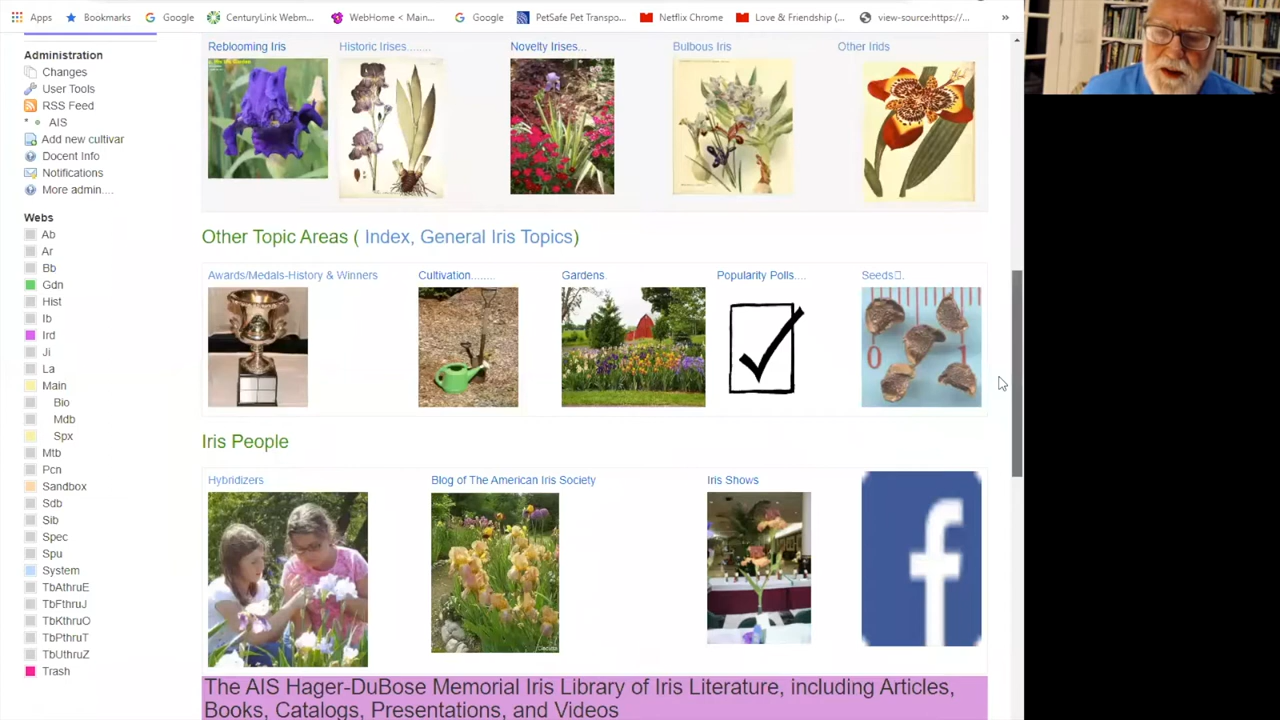 Apps Bookmarks Google CenturyLink Webm... WebHome < Main... Google PetSafe Pet Transpo... Netflix Chrome Love & Friendship (... view-source:https://... »
Administration
Changes
User Tools
RSS Feed
* AIS
Add new cultivar
Docent Info
Notifications
More admin....
Webs
Ab
Ar
Bb
Gdn
Hist
Ib
Ird
Ji
La
Main
Bio
Mdb
Spx
Mtb
Pcn
Sandbox
Sdb
Sib
Spec
Spu
System
TbAthruE
TbFthruJ
TbKthruO
TbPthruT
TbUthruZ
Trash
Reblooming Iris Historic Irises....... Novelty Irises... Bulbous Iris Other Irids
Other Topic Areas ( Index, General Iris Topics)
Awards/Medals-History & Winners Cultivation........ Gardens Popularity Polls.... Seeds▯.
0 1
Iris People
Hybridizers Blog of The American Iris Society Iris Shows
f
The AIS Hager-DuBose Memorial Iris Library of Iris Literature, including Articles,
Books, Catalogs, Presentations, and Videos